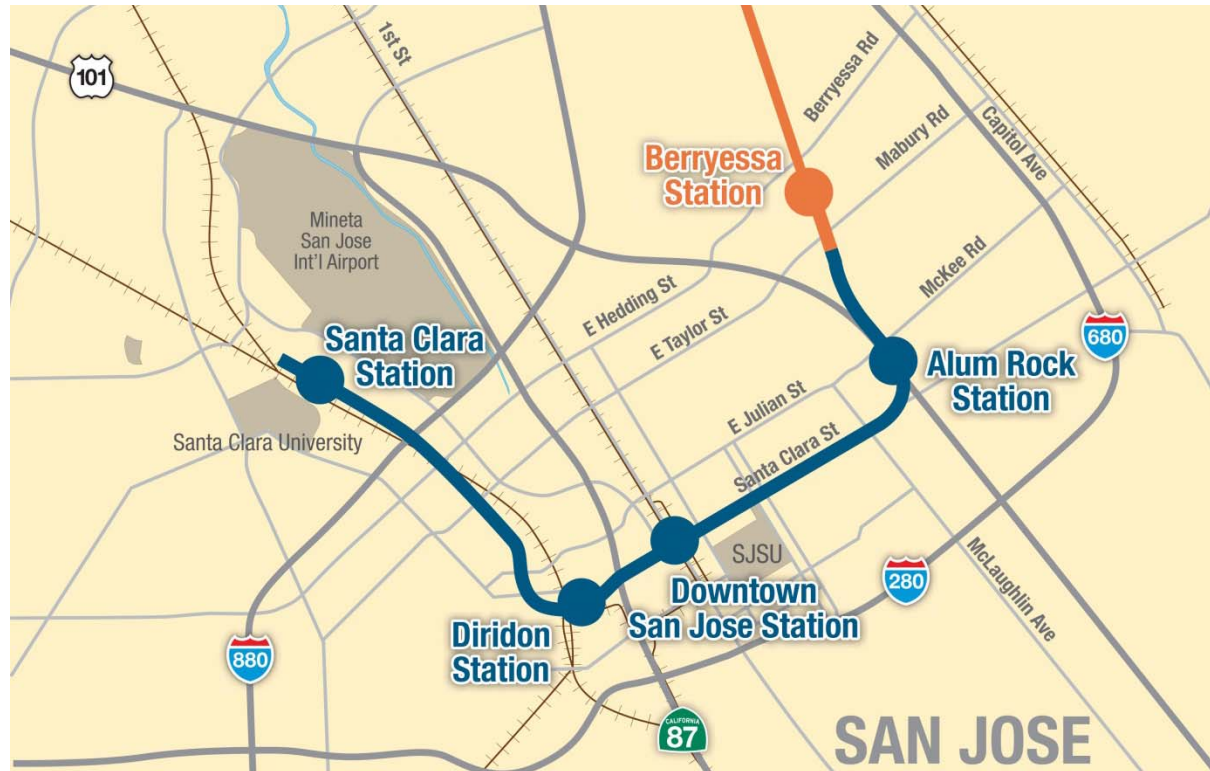 101
1st St
Berryessa Rd
Mabury Rd
Capitol Ave
Berryessa
Station
Mineta
San Jose
Int'l Airport
McKee Rd
E Hedding St
E Taylor St
680
Santa Clara
Station
Alum Rock
Station
E Julian St
Santa Clara St
Santa Clara University
SJSU
280
McLaughlin Ave
Downtown
San Jose Station
Diridon
Station
880
CALIFORNIA
87
SAN JOSE